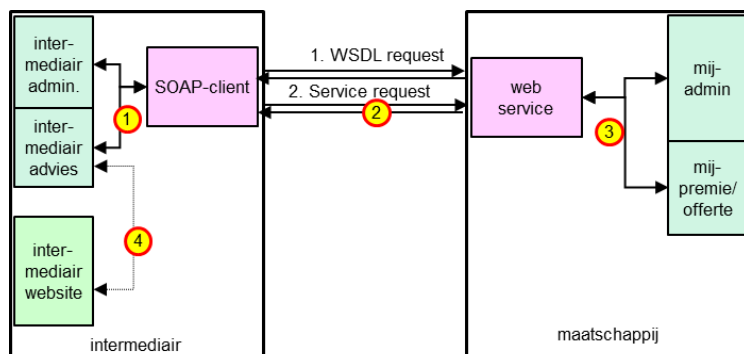 inter-
mediair
admin.
inter-
mediair
advies
1
SOAP-client
1. WSDL request
2. Service request
2
web
service
3
mij-
admin
mij-
premie/
offerte
4
inter-
mediair
website
intermediair
maatschappij